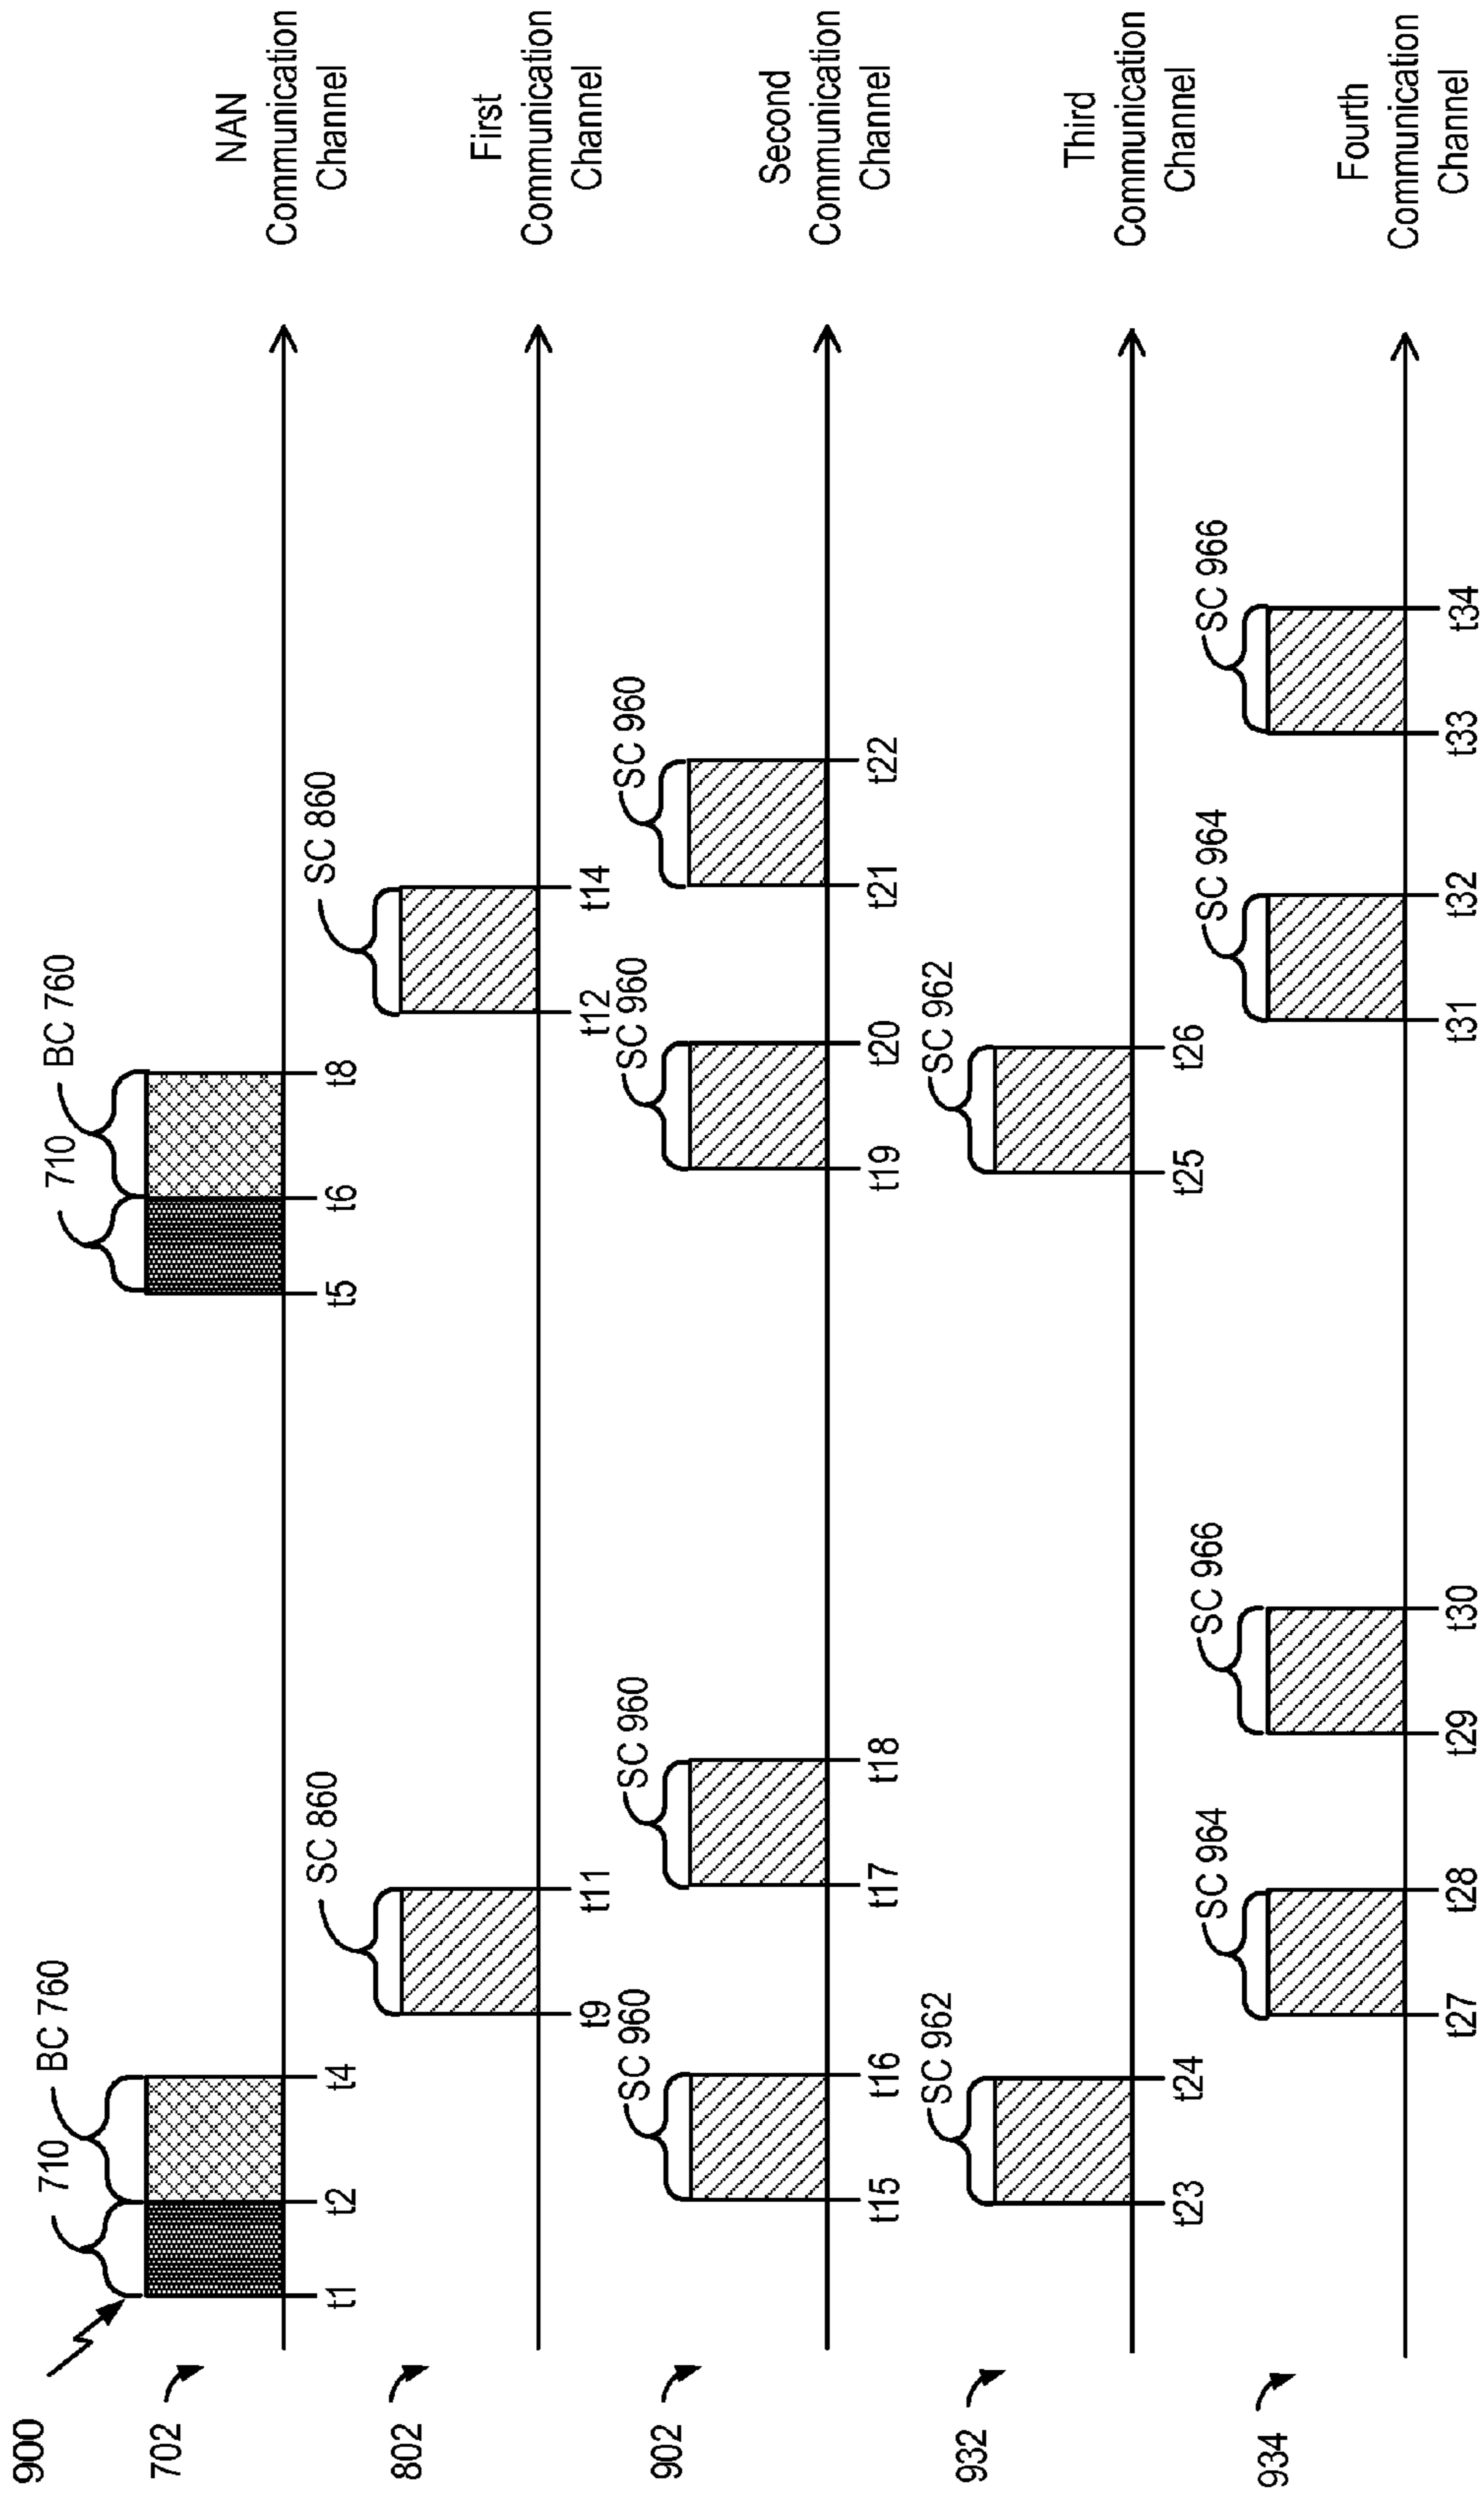 900
710
BC 760
710
BC 760
702
t1
t2
t4
t5
t6
t8
NAN
Communication
Channel
SC 860
SC 860
802
t9
t11
t12
t14
First
Communication
Channel
SC 960
SC 960
SC 960
SC 960
902
t15
t16
t17
t18
t19
t20
t21
t22
Second
Communication
Channel
SC 962
SC 962
932
t23
t24
t25
t26
Third
Communication
Channel
SC 964
SC 966
SC 964
SC 966
934
t27
t28
t29
t30
t31
t32
t33
t34
Fourth
Communication
Channel